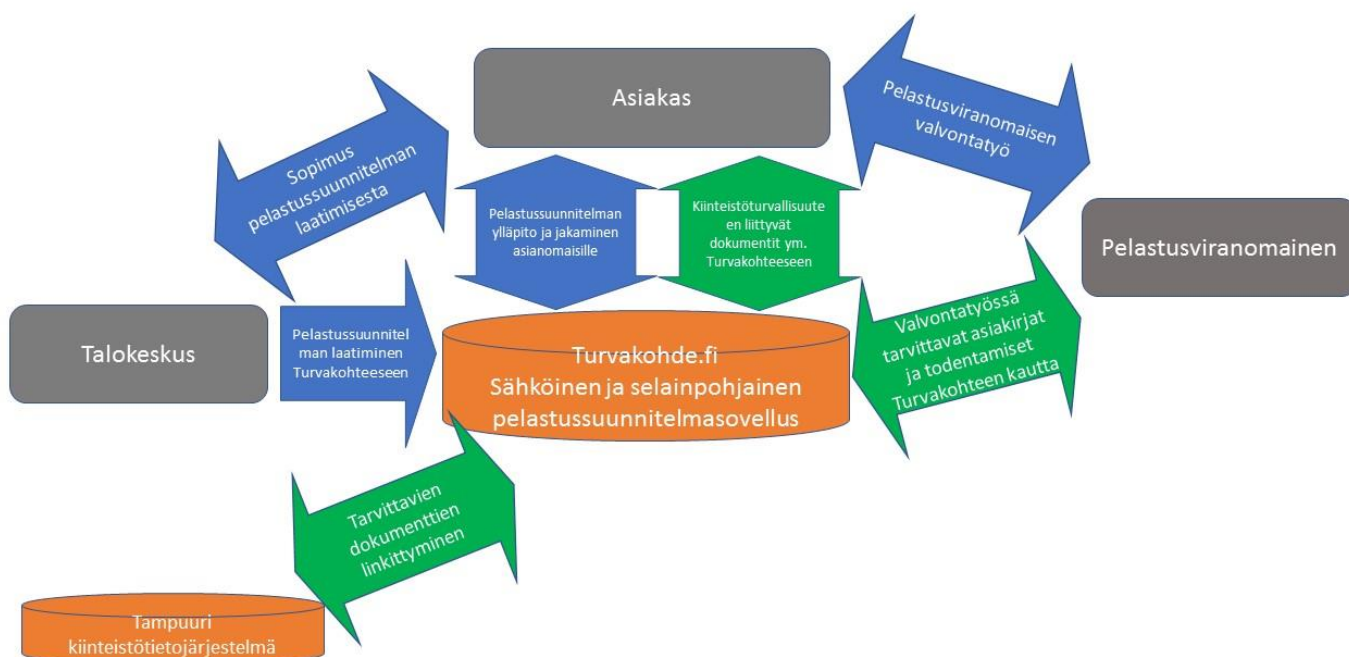 Asiakas
Pelastusviranomaisen
valvontatyö
Sopimus
pelastussuunnitelman
laatimisesta
Pelastussuunnitelman
ylläpito ja jakaminen
asianomaisille
Kiinteistöturvallisuute
en liittyvät
dokumentit ym.
Turvakohteeseen
Pelastusviranomainen
Talokeskus
Pelastussuunnitel
man laatiminen
Turvakohteeseen
Turvakohde.fi
Sähköinen ja selainpohjainen
pelastussuunnitelmasovellus
Valvontatyössä
tarvittavat asiakirjat
ja todentamiset
Turvakohteen kautta
Tarvittavien
dokumenttien
linkittyminen
Tampuuri
kiinteistötietojärjestelmä